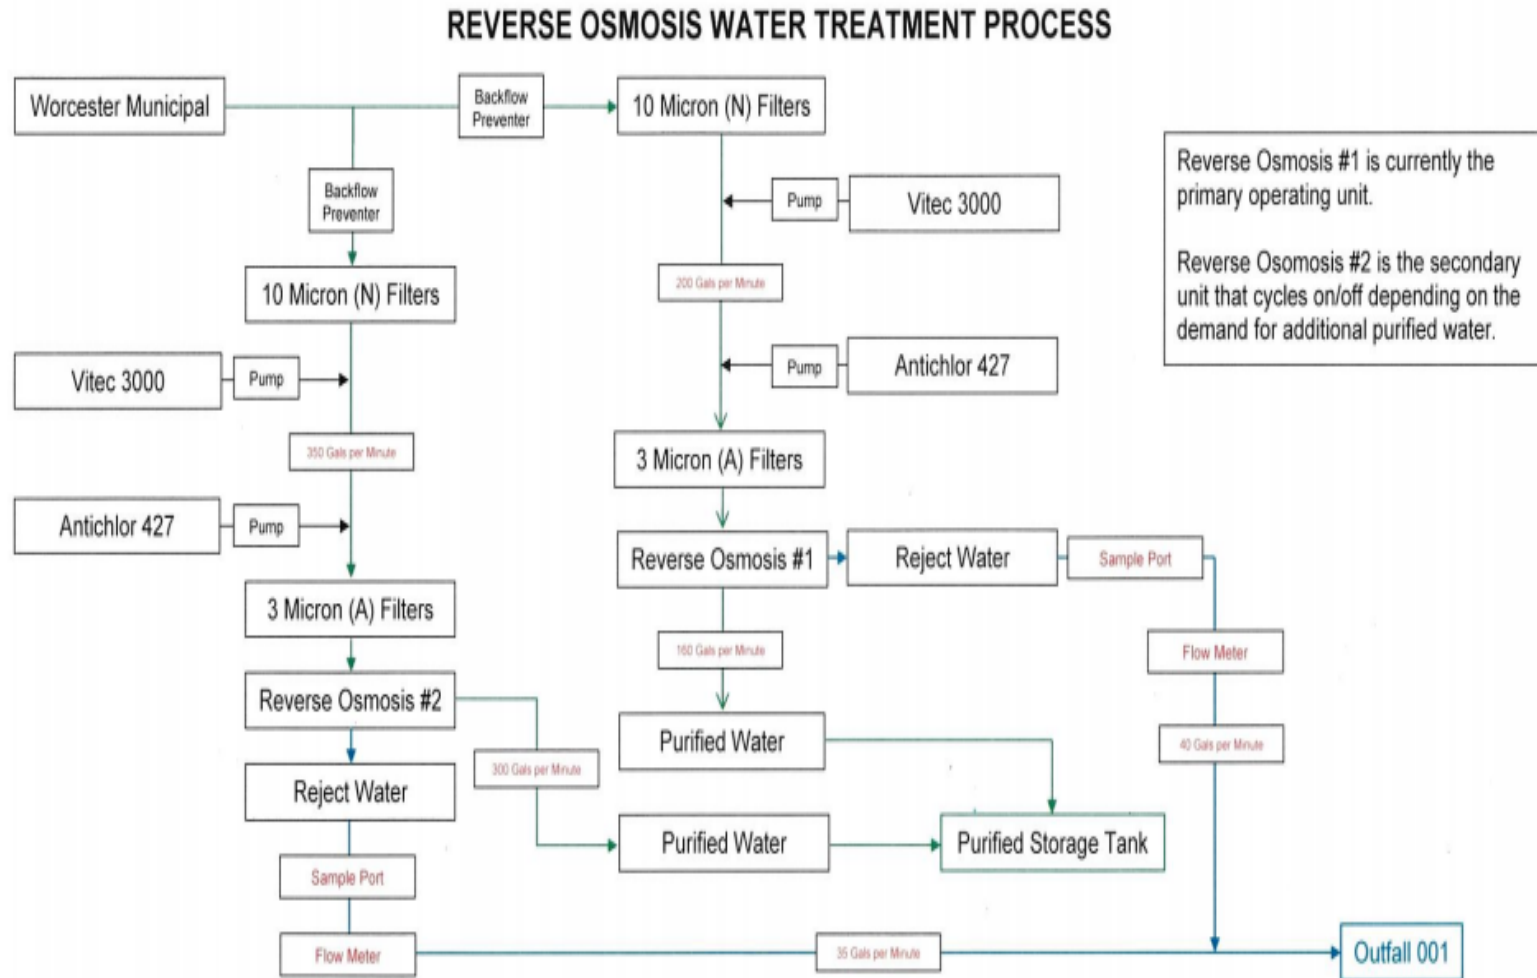 REVERSE OSMOSIS WATER TREATMENT PROCESS
Worcester Municipal
Backflow
Preventer
10 Micron (N) Filters
Reverse Osmosis #1 is currently the
primary operating unit.
Reverse Osomosis #2 is the secondary
unit that cycles on/off depending on the
demand for additional purified water.
Backflow
Preventer
Pump
Vitec 3000
10 Micron (N) Filters
200 Gals per Minute
Vitec 3000
Pump
Pump
Antichlor 427
350 Gals per Minute
3 Micron (A) Filters
Antichlor 427
Pump
Reverse Osmosis #1
Reject Water
Sample Port
3 Micron (A) Filters
160 Gals per Minute
Flow Meter
Reverse Osmosis #2
Purified Water
40 Gals per Minute
300 Gals per Minute
Reject Water
Purified Water
Purified Storage Tank
Sample Port
Flow Meter
35 Gals per Minute
Outfall 001